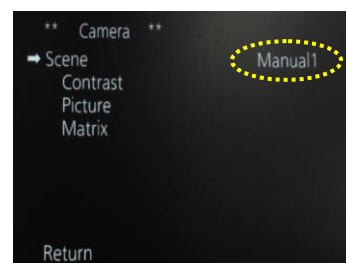 ** Camera **
➡ Scene Manual1
Contrast
Picture
Matrix
Return